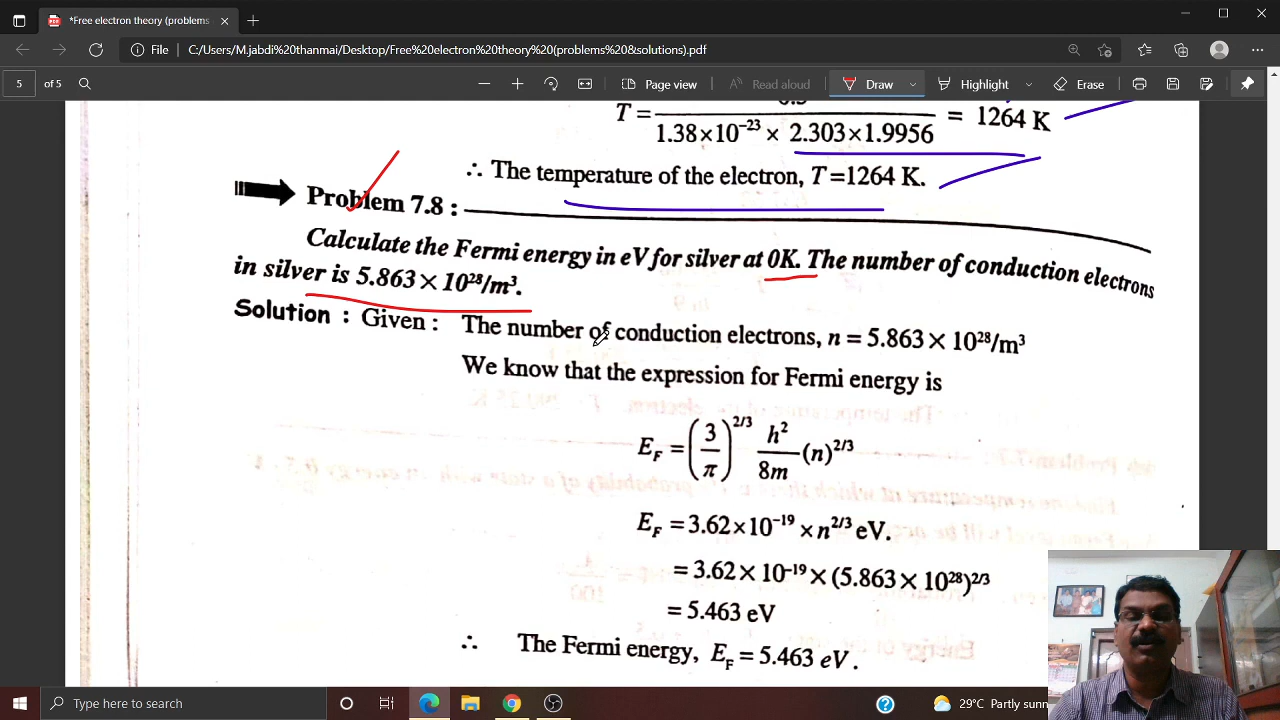 *Free electron theory (problems
File
C:/Users/M.jabdi%20thanmai/Desktop/Free%20electron%20theory%20(problems%20&solutions).pdf
5 of 5
Page view
Read aloud
Draw
Highlight
Erase
T = 1.38×10⁻²³ × 2.303×1.9956 = 1264 K
∴ The temperature of the electron, T=1264 K.
Problem 7.8 :
Calculate the Fermi energy in eV for silver at 0K. The number of conduction electrons
in silver is 5.863 × 10²⁸/m³.
Solution : Given : The number of conduction electrons, n = 5.863 × 10²⁸/m³
We know that the expression for Fermi energy is
E_F = (3/π)^2/3 h²/8m (n)^2/3
E_F = 3.62×10⁻¹⁹ × n^2/3 eV.
= 3.62 × 10⁻¹⁹ × (5.863 × 10²⁸)^2/3
= 5.463 eV
∴ The Fermi energy, E_F = 5.463 eV.
Type here to search
29°C Partly sunn